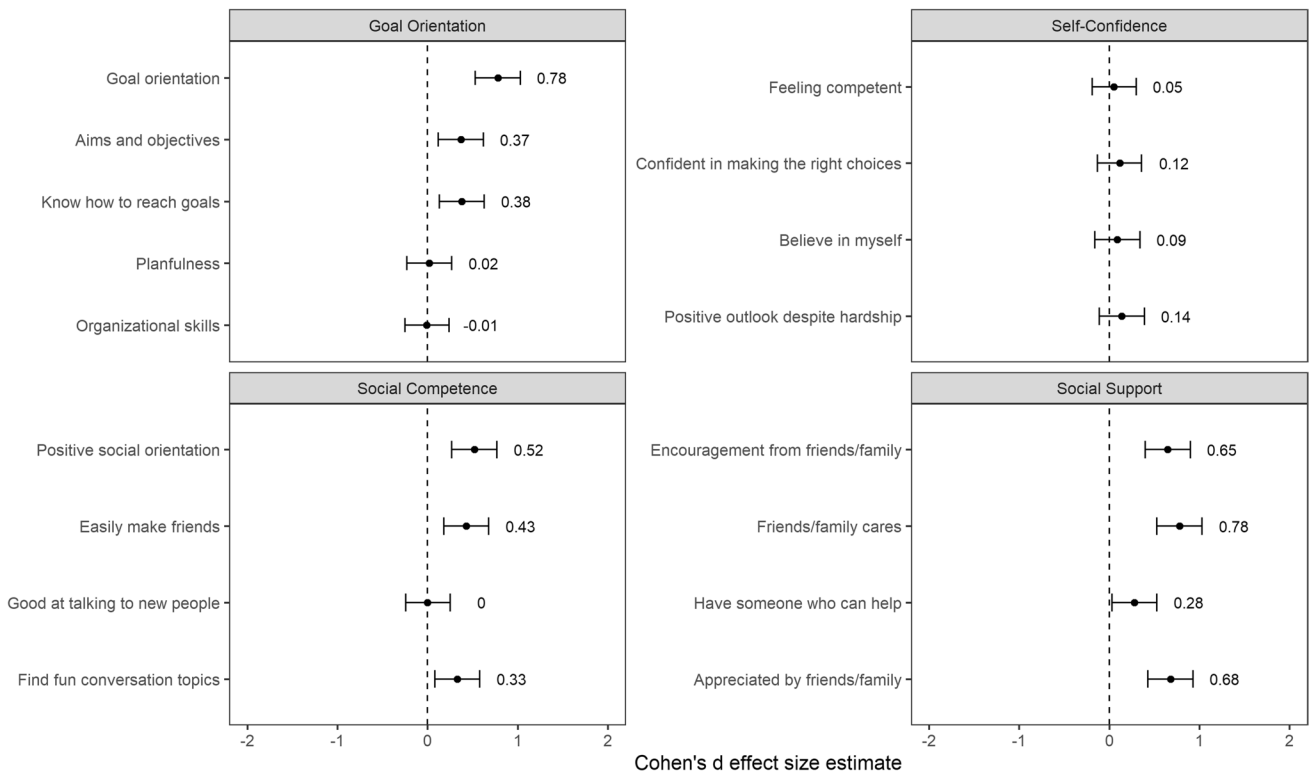 Goal Orientation
Goal orientation 0.78
Aims and objectives 0.37
Know how to reach goals 0.38
Planfulness 0.02
Organizational skills -0.01
Self-Confidence
Feeling competent 0.05
Confident in making the right choices 0.12
Believe in myself 0.09
Positive outlook despite hardship 0.14
Social Competence
Positive social orientation 0.52
Easily make friends 0.43
Good at talking to new people 0
Find fun conversation topics 0.33
-2 -1 0 1 2
Social Support
Encouragement from friends/family 0.65
Friends/family cares 0.78
Have someone who can help 0.28
Appreciated by friends/family 0.68
-2 -1 0 1 2
Cohen's d effect size estimate